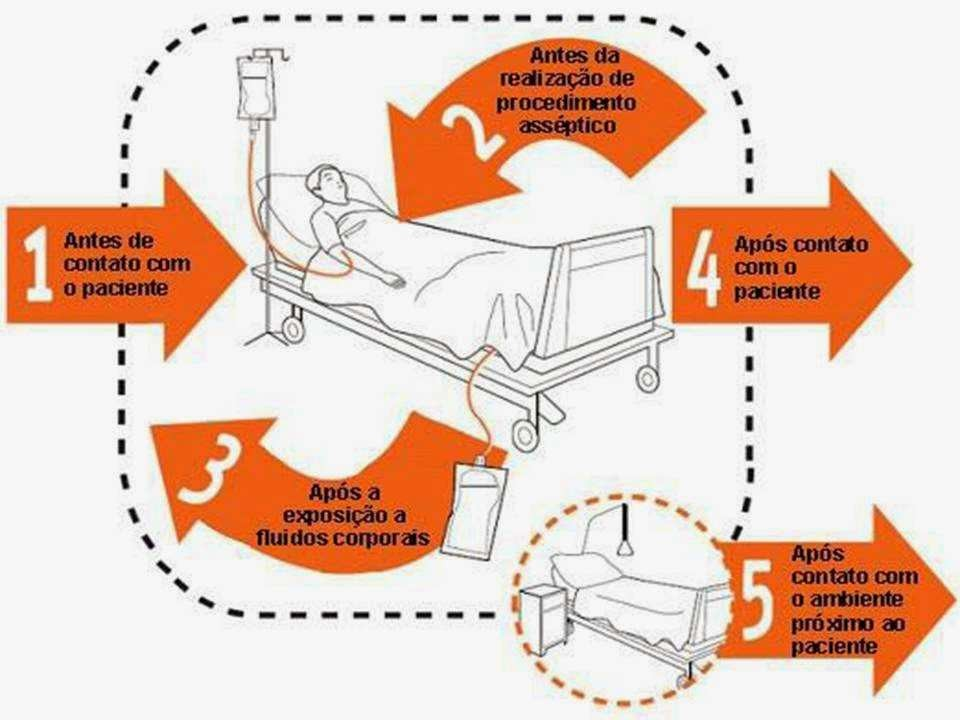 1
Antes de
contato com
o paciente
2
Antes da
realização de
procedimento
asséptico
3
Após a
exposição a
fluidos corporais
4
Após contato
com o
paciente
5
Após
contato com
o ambiente
próximo ao
paciente